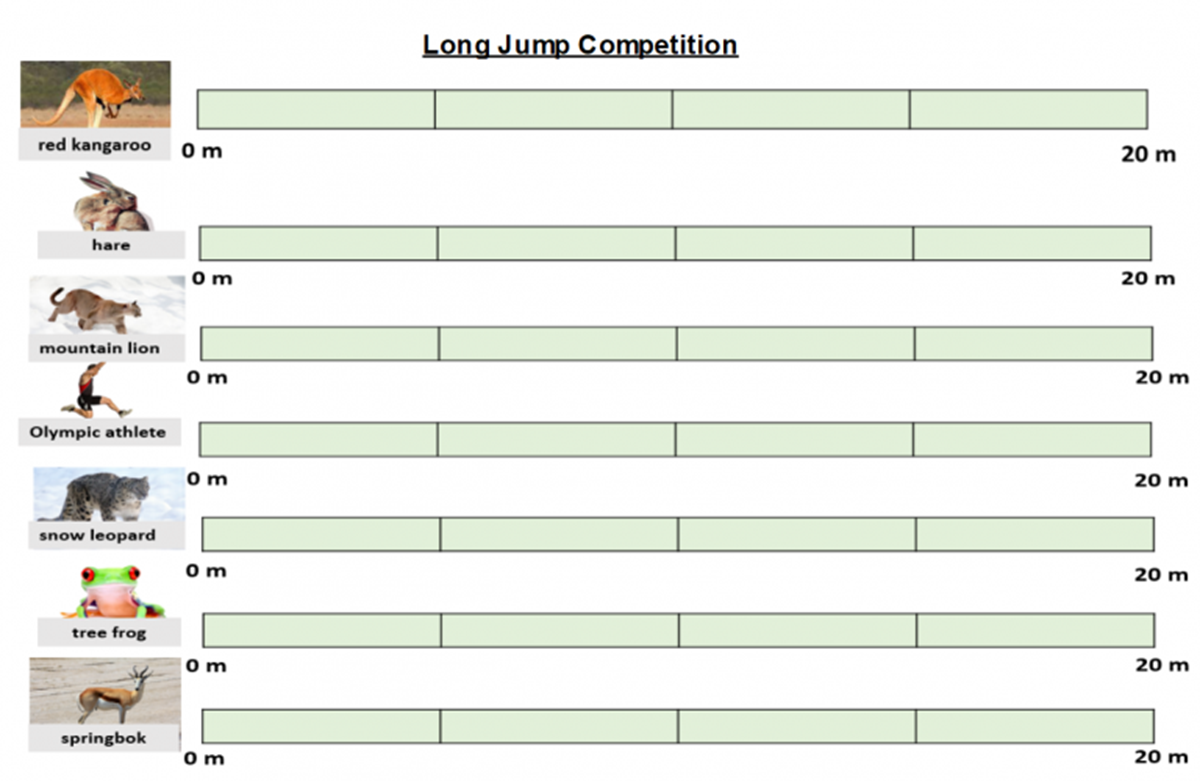 Long Jump Competition
red kangaroo
0 m
20 m
hare
0 m
20 m
mountain lion
0 m
20 m
Olympic athlete
0 m
20 m
snow leopard
0 m
20 m
tree frog
0 m
20 m
springbok
0 m
20 m